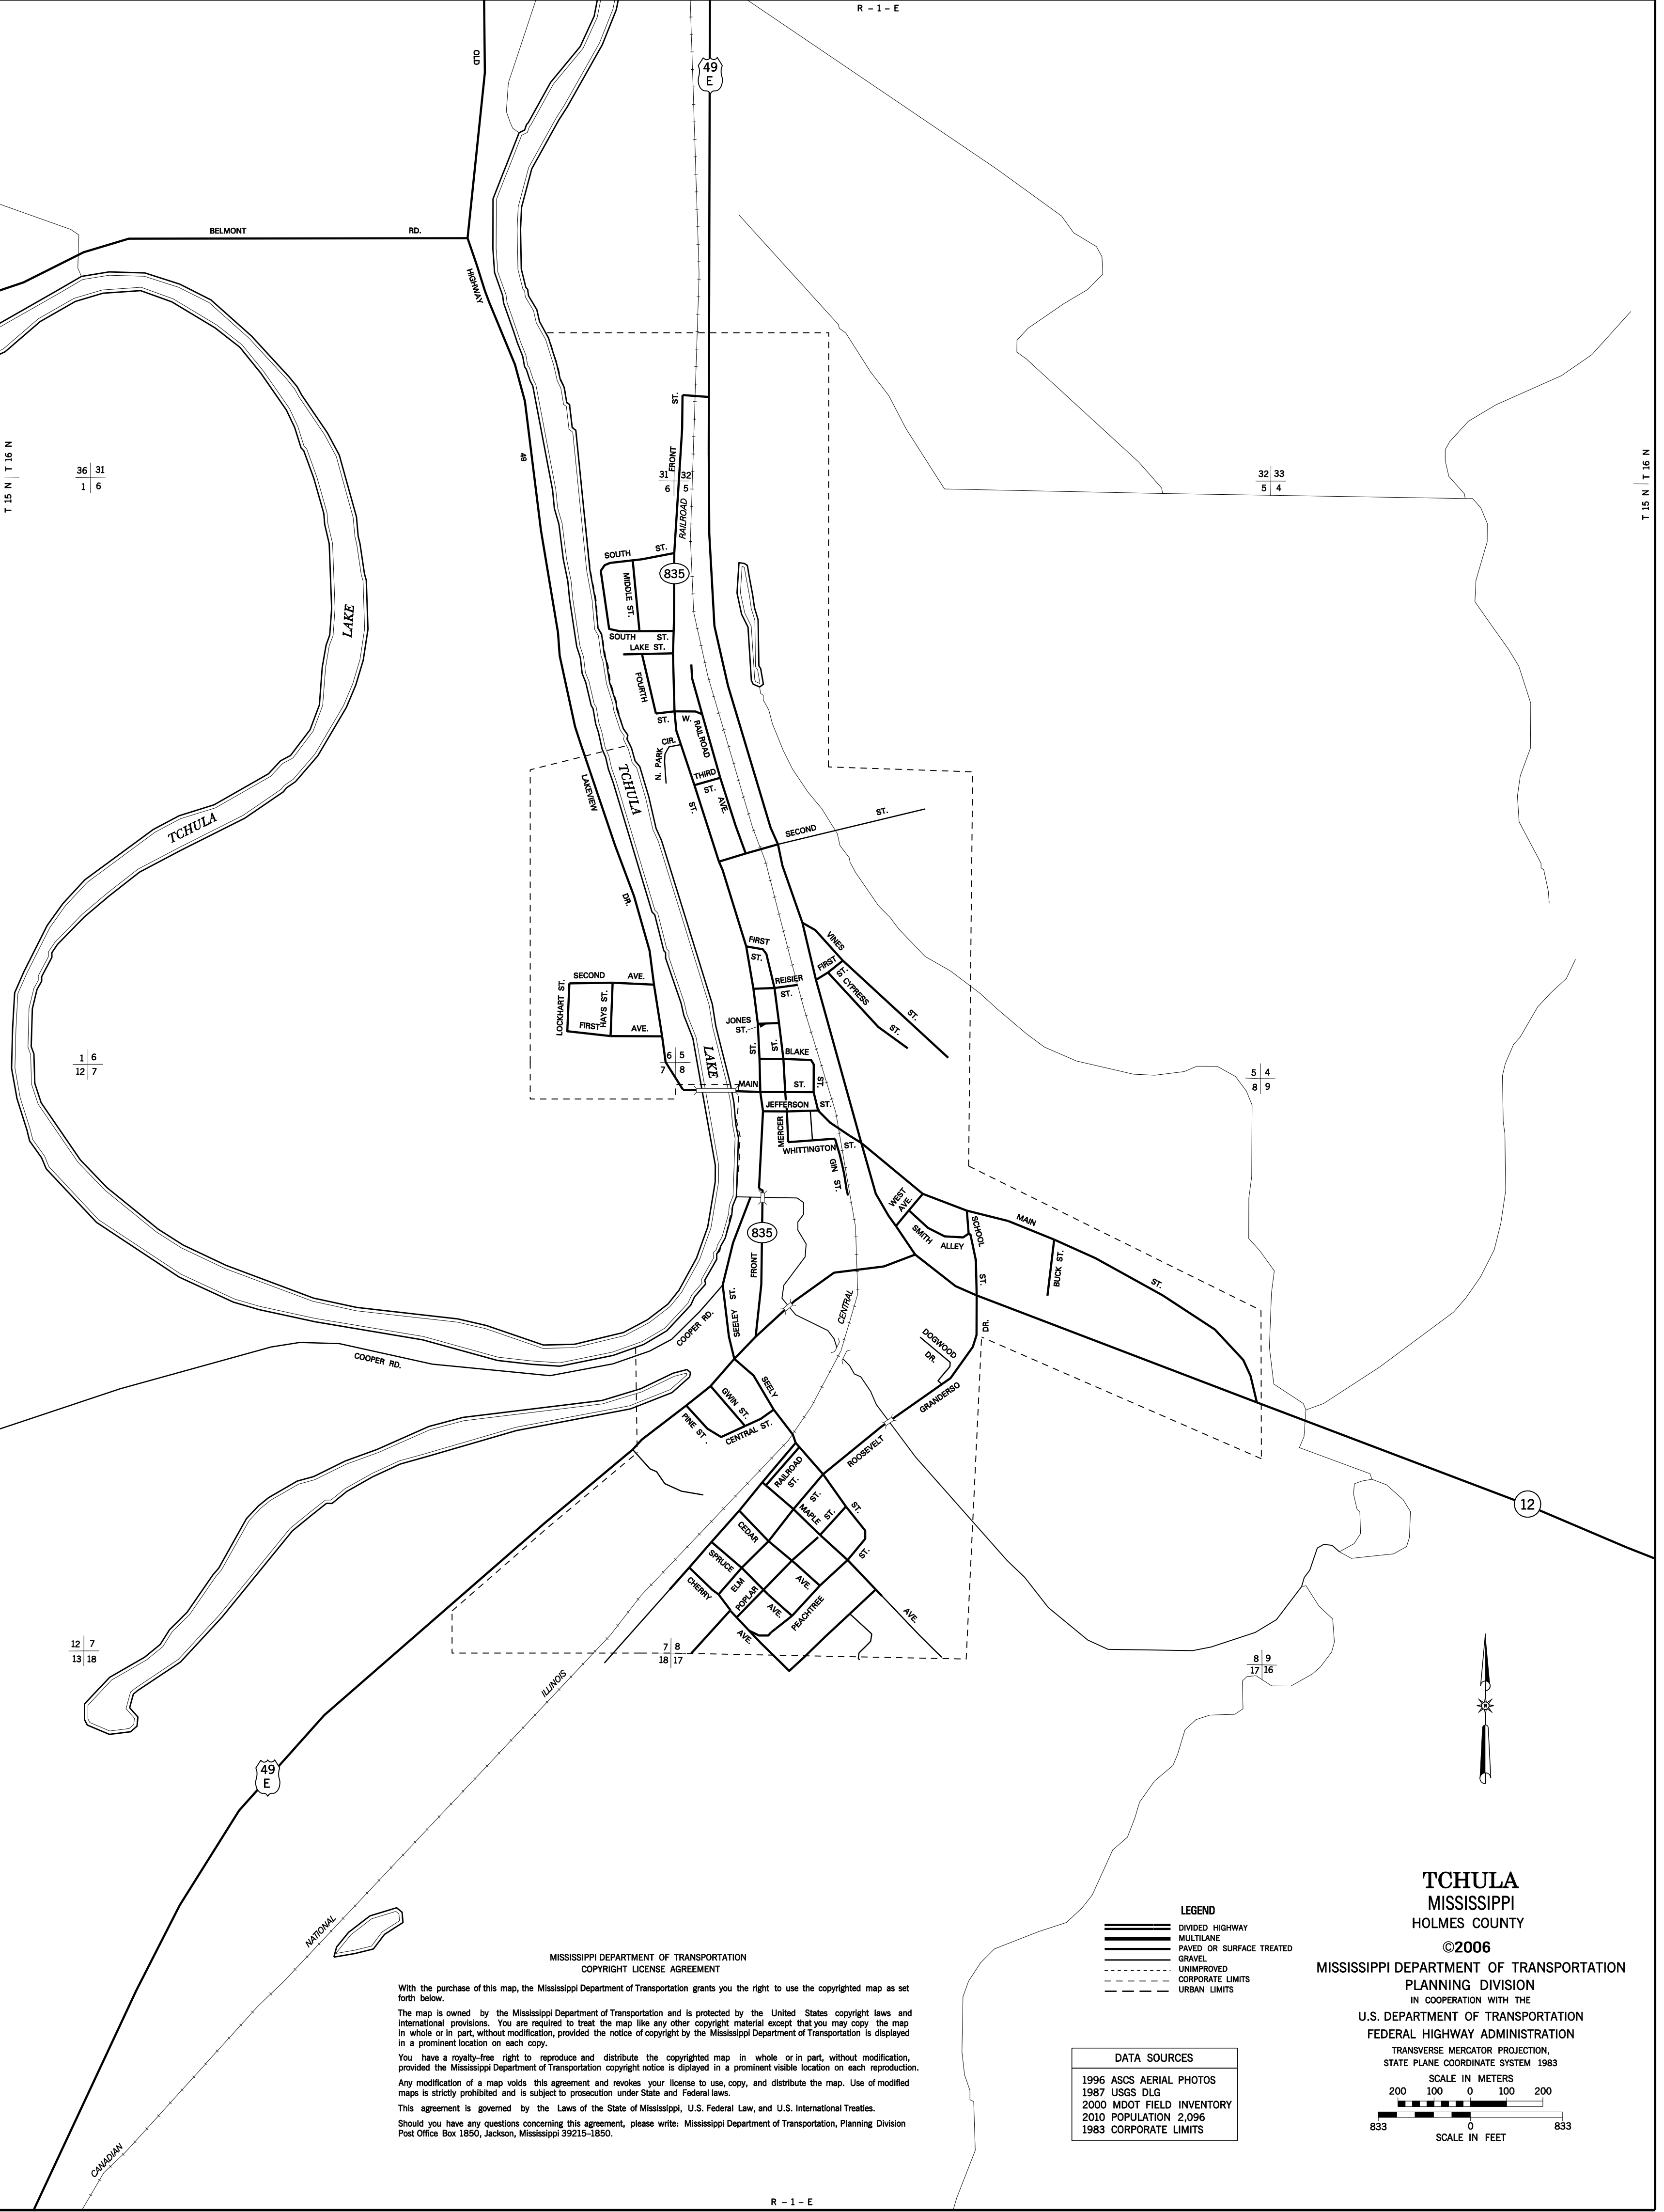 R – 1 – E
OLD
49
E
BELMONT RD.
HIGHWAY
49
T 15 N T 16 N
36 31
1 6
31 32
6 5
32 33
5 4
T 15 N T 16 N
FRONT ST.
RAILROAD
SOUTH ST.
835
MIDDLE ST.
SOUTH ST.
LAKE ST.
LAKE
FOURTH ST.
W. RAILROAD AVE.
N. PARK CIR.
THIRD ST.
ST.
TCHULA
TCHULA
LAKEVIEW DR.
SECOND ST.
FIRST ST.
VINES ST.
FIRST ST.
REISIER ST.
CYPRESS ST.
SECOND AVE.
LOCKHART ST.
HAYS ST.
FIRST AVE.
JONES ST.
ST.
ST.
BLAKE ST.
LAKE
6 5
7 8
1 6
12 7
5 4
8 9
MAIN ST.
JEFFERSON ST.
MERCER
WHITTINGTON ST.
GIN ST.
WEST AVE.
SMITH ALLEY
SCHOOL ST.
MAIN ST.
BUCK ST.
835
FRONT
SEELEY ST.
COOPER RD.
COOPER RD.
CENTRAL
DOGWOOD DR.
ROOSEVELT GRANDERSO DR.
SEELY
GWIN ST.
PINE ST.
CENTRAL ST.
RAILROAD ST.
MAPLE
ST.
ST.
ST.
ST.
CEDAR AVE.
SPRUCE AVE.
CHERRY AVE.
ELM
POPLAR
PEACHTREE
AVE.
12
12 7
13 18
7 8
18 17
8 9
17 16
ILLINOIS
49
E
NATIONAL
CANADIAN
MISSISSIPPI DEPARTMENT OF TRANSPORTATION
COPYRIGHT LICENSE AGREEMENT
With the purchase of this map, the Mississippi Department of Transportation grants you the right to use the copyrighted map as set
forth below.
The map is owned by the Mississippi Department of Transportation and is protected by the United States copyright laws and
international provisions. You are required to treat the map like any other copyright material except that you may copy the map
in whole or in part, without modification, provided the notice of copyright by the Mississippi Department of Transportation is displayed
in a prominent location on each copy.
You have a royalty–free right to reproduce and distribute the copyrighted map in whole or in part, without modification,
provided the Mississippi Department of Transportation copyright notice is diplayed in a prominent visible location on each reproduction.
Any modification of a map voids this agreement and revokes your license to use, copy, and distribute the map. Use of modified
maps is strictly prohibited and is subject to prosecution under State and Federal laws.
This agreement is governed by the Laws of the State of Mississippi, U.S. Federal Law, and U.S. International Treaties.
Should you have any questions concerning this agreement, please write: Mississippi Department of Transportation, Planning Division
Post Office Box 1850, Jackson, Mississippi 39215–1850.
LEGEND
DIVIDED HIGHWAY
MULTILANE
PAVED OR SURFACE TREATED
GRAVEL
UNIMPROVED
CORPORATE LIMITS
URBAN LIMITS
DATA SOURCES
1996 ASCS AERIAL PHOTOS
1987 USGS DLG
2000 MDOT FIELD INVENTORY
2010 POPULATION 2,096
1983 CORPORATE LIMITS
TCHULA
MISSISSIPPI
HOLMES COUNTY
©2006
MISSISSIPPI DEPARTMENT OF TRANSPORTATION
PLANNING DIVISION
IN COOPERATION WITH THE
U.S. DEPARTMENT OF TRANSPORTATION
FEDERAL HIGHWAY ADMINISTRATION
TRANSVERSE MERCATOR PROJECTION,
STATE PLANE COORDINATE SYSTEM 1983
SCALE IN METERS
200 100 0 100 200
833 0 833
SCALE IN FEET
R – 1 – E